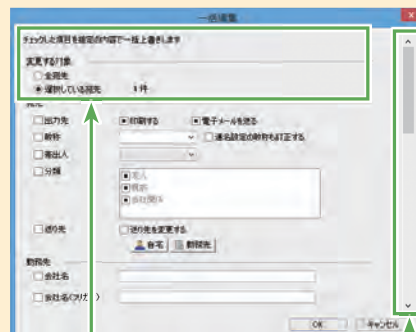 一括編集
チェックした項目を設定の内容で一括上書きします
変更する対象
全宛先
選択している宛先 1件
宛先
出力先 印刷する 電子メールを送る
敬称 連名設定の敬称も訂正する
差出人
分類
友人
親戚
会社関係
送り先 送り先を変更する
自宅 勤務先
勤務先
会社名
会社名(フリガナ)
OK キャンセル